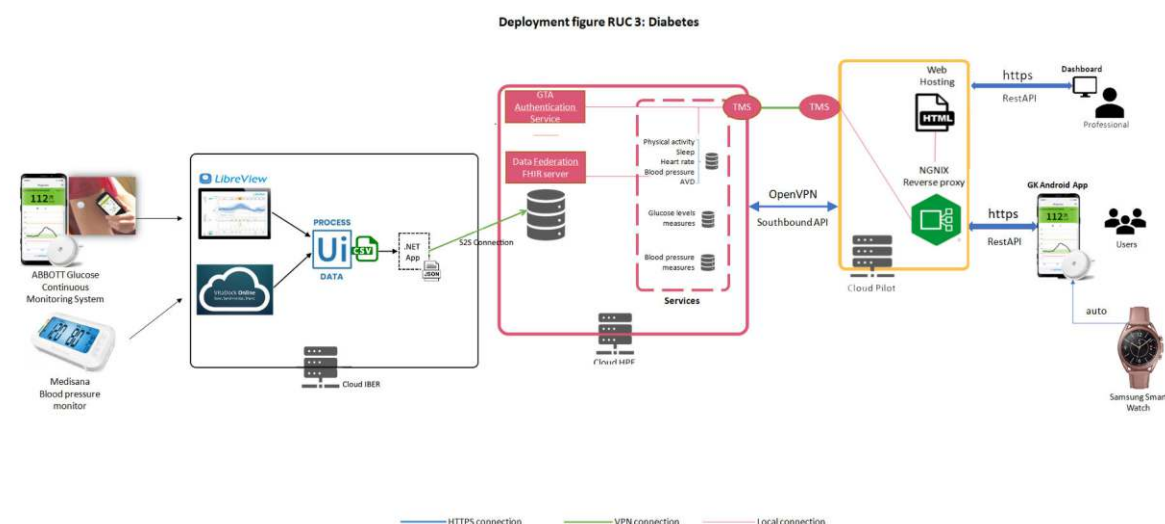 Deployment figure RUC 3: Diabetes
112
ABBOTT Glucose
Continuous
Monitoring System
120 80
Medisana
Blood pressure
monitor
LibreView
VitaDock Online
PROCESS
Ui
DATA
CSV
.NET
App
JSON
Cloud IBER
S2S Connection
GTA
Authentication
Service
Data Federation
FHIR server
Physical activity
Sleep
Heart rate
Blood pressure
AVD
Glucose levels
measures
Blood pressure
measures
Services
Cloud HPE
TMS
TMS
OpenVPN
Southbound API
Web
Hosting
HTML
NGNIX
Reverse proxy
Cloud Pilot
https
RestAPI
Dashboard
Professional
https
RestAPI
GK Android App
112
Users
auto
Samsung Smar
Watch
HTTPS connection
VPN connection
Local connection